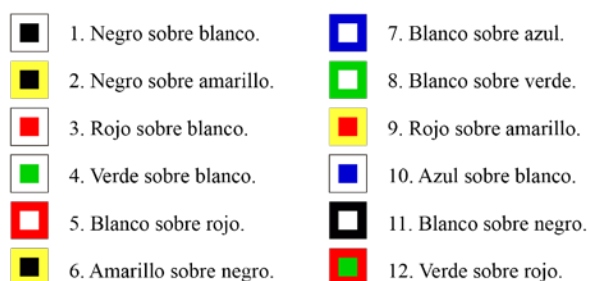 1. Negro sobre blanco.
2. Negro sobre amarillo.
3. Rojo sobre blanco.
4. Verde sobre blanco.
5. Blanco sobre rojo.
6. Amarillo sobre negro.
7. Blanco sobre azul.
8. Blanco sobre verde.
9. Rojo sobre amarillo.
10. Azul sobre blanco.
11. Blanco sobre negro.
12. Verde sobre rojo.